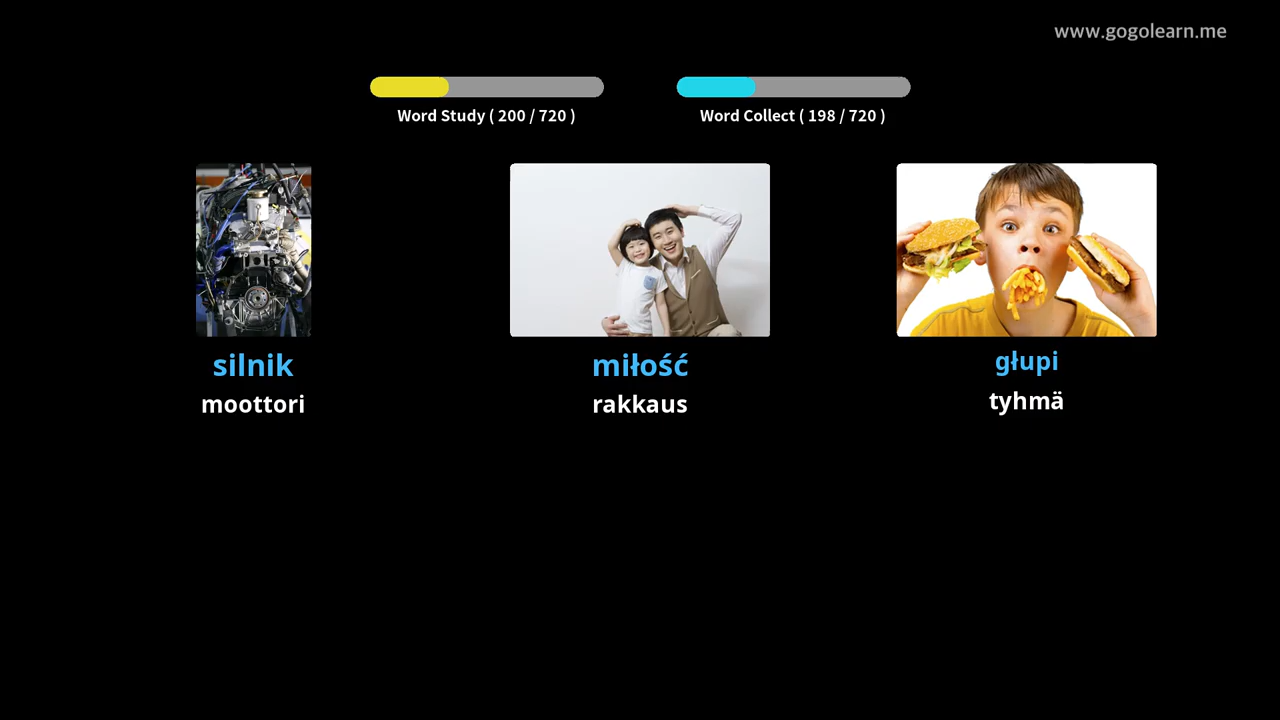 www.gogolearn.me
Word Study ( 200 / 720 )
Word Collect ( 198 / 720 )
silnik
moottori
miłość
rakkaus
głupi
tyhmä